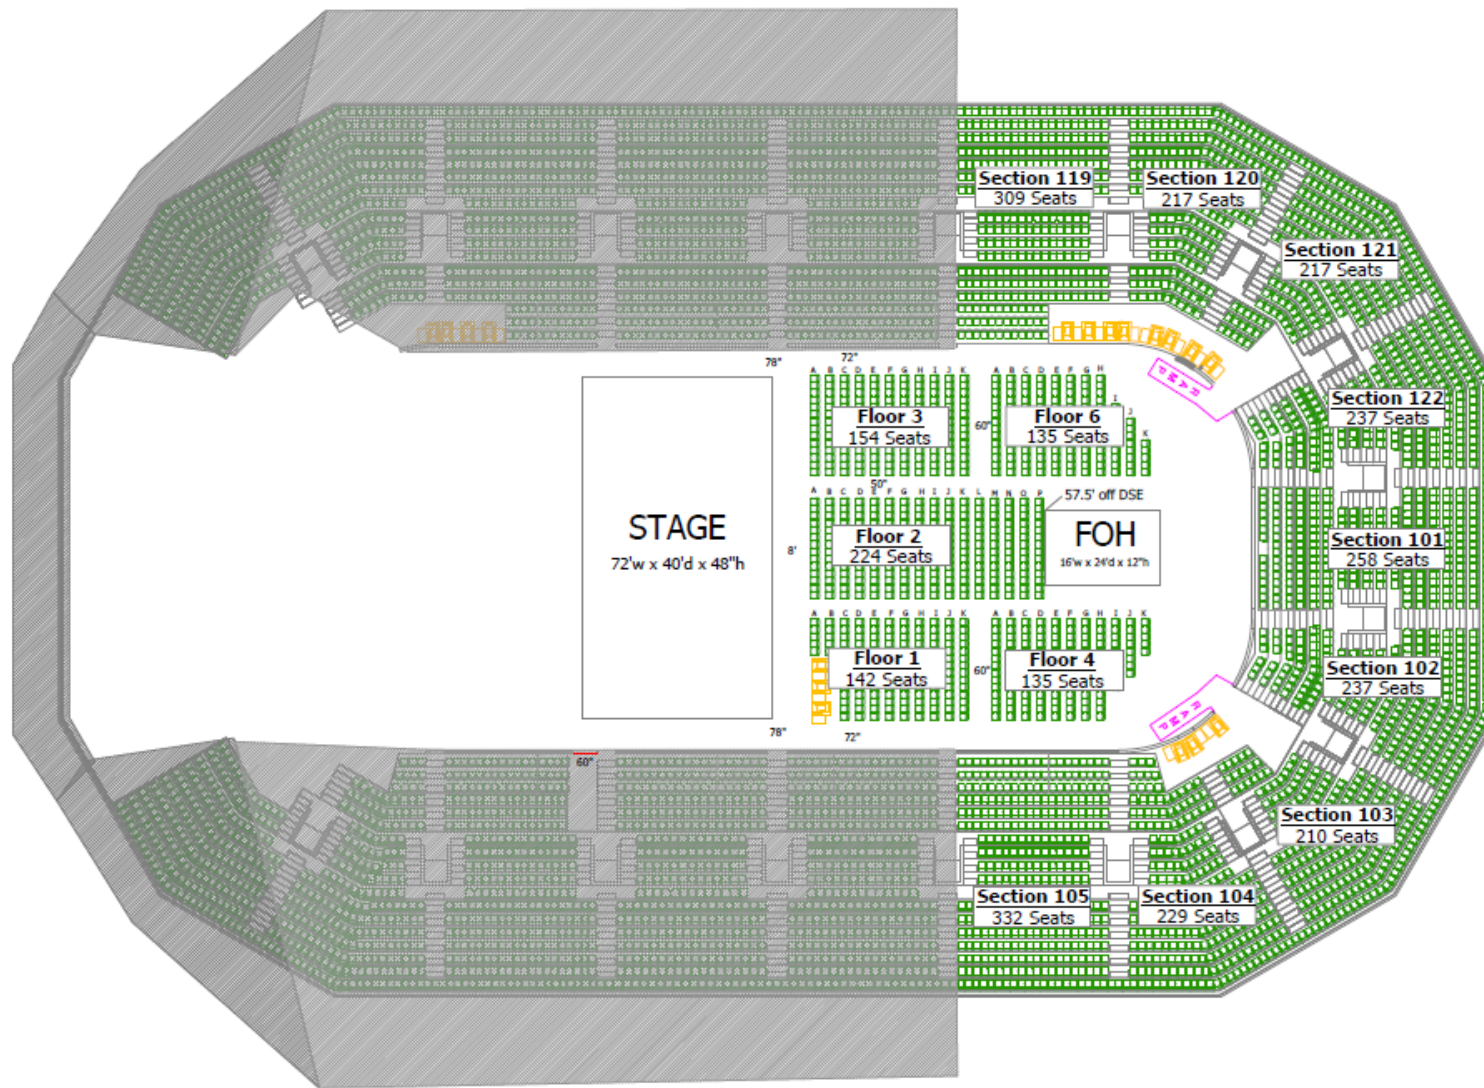 Section 119
309 Seats
Section 120
217 Seats
Section 121
217 Seats
78"
72"
A B C D E F G H I J K
A B C D E F G H
I
J
K
Floor 3
154 Seats
60"
Floor 6
135 Seats
RAMP
Section 122
237 Seats
50"
A B C D E F G H I J K L M N O P
57.5' off DSE
STAGE
72'w x 40'd x 48"h
8'
Floor 2
224 Seats
FOH
16'w x 24'd x 12"h
Section 101
258 Seats
A B C D E F G H I J K
A B C D E F G H I J K
Floor 1
142 Seats
60"
Floor 4
135 Seats
Section 102
237 Seats
RAMP
78"
72"
60"
Section 103
210 Seats
Section 105
332 Seats
Section 104
229 Seats